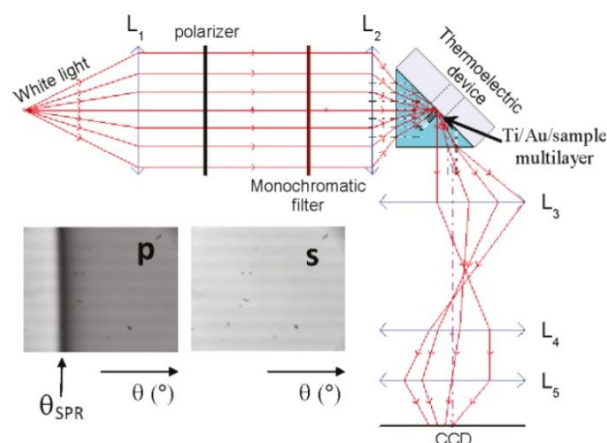 L1
polarizer
L2
White light
Thermoelectric
device
Ti/Au/sample
multilayer
Monochromatic
filter
L3
p
s
L4
θ (°)
θ (°)
L5
θSPR
CCD